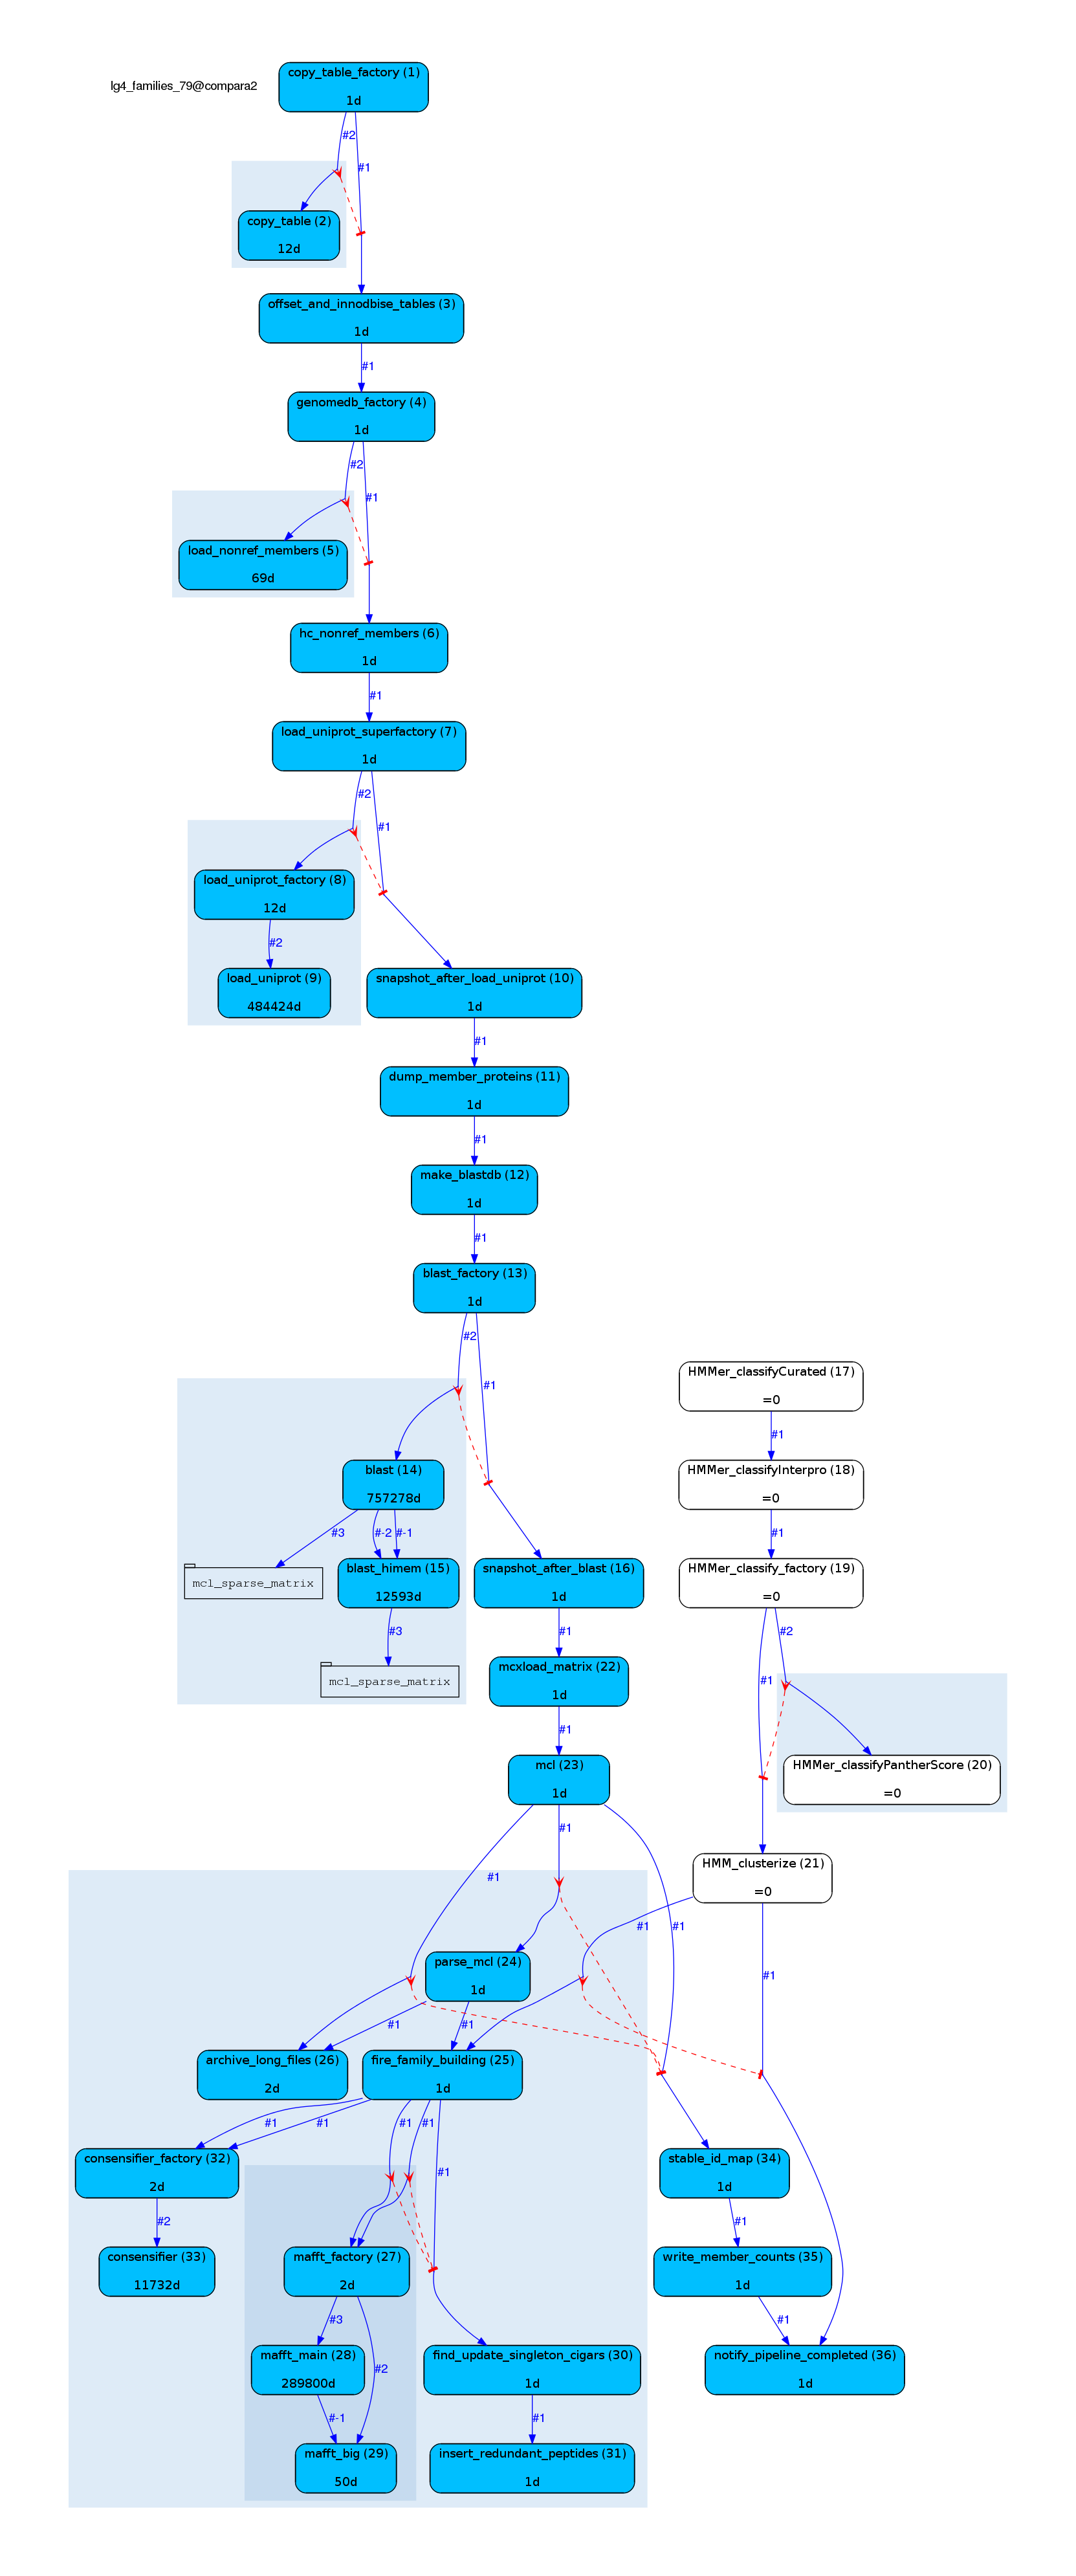 lg4_families_79@compara2
copy_table_factory (1)
1d
#2
#1
copy_table (2)
12d
offset_and_innodbise_tables (3)
1d
#1
genomedb_factory (4)
1d
#2
#1
load_nonref_members (5)
69d
hc_nonref_members (6)
1d
#1
load_uniprot_superfactory (7)
1d
#2
#1
load_uniprot_factory (8)
12d
#2
load_uniprot (9)
484424d
snapshot_after_load_uniprot (10)
1d
#1
dump_member_proteins (11)
1d
#1
make_blastdb (12)
1d
#1
blast_factory (13)
1d
#2
#1
HMMer_classifyCurated (17)
=0
#1
blast (14)
757278d
HMMer_classifyInterpro (18)
=0
#3
#-2
#-1
#1
mcl_sparse_matrix
blast_himem (15)
12593d
snapshot_after_blast (16)
1d
HMMer_classify_factory (19)
=0
#3
#1
#2
mcl_sparse_matrix
mcxload_matrix (22)
1d
#1
#1
mcl (23)
1d
HMMer_classifyPantherScore (20)
=0
#1
#1
HMM_clusterize (21)
=0
#1
#1
parse_mcl (24)
1d
#1
#1
#1
archive_long_files (26)
2d
fire_family_building (25)
1d
#1
#1
#1
#1
consensifier_factory (32)
2d
#1
stable_id_map (34)
1d
#2
#1
consensifier (33)
11732d
mafft_factory (27)
2d
write_member_counts (35)
1d
#3
#1
mafft_main (28)
289800d
#2
find_update_singleton_cigars (30)
1d
notify_pipeline_completed (36)
1d
#-1
#1
mafft_big (29)
50d
insert_redundant_peptides (31)
1d